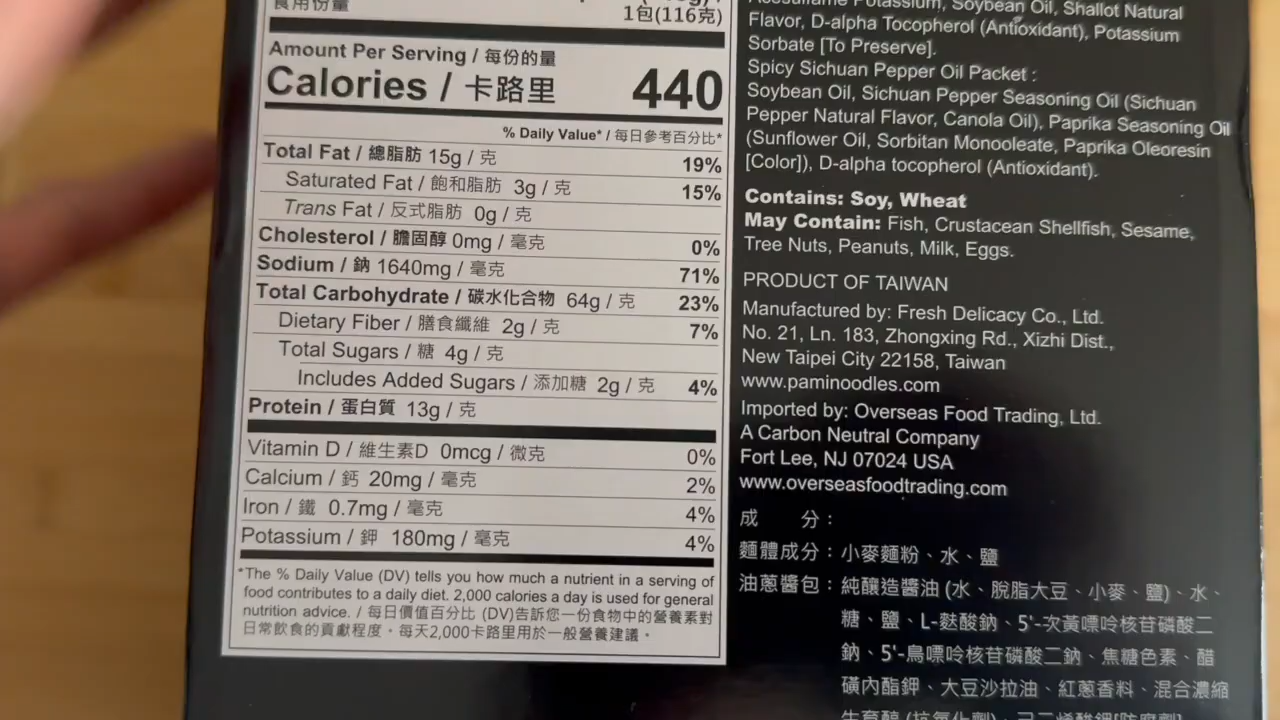 食用份量
1包(116克)
Amount Per Serving / 每份的量
Calories / 卡路里 440
% Daily Value* / 每日參考百分比*
Total Fat / 總脂肪 15g / 克 19%
Saturated Fat / 飽和脂肪 3g / 克 15%
Trans Fat / 反式脂肪 0g / 克
Cholesterol / 膽固醇 0mg / 毫克 0%
Sodium / 鈉 1640mg / 毫克 71%
Total Carbohydrate / 碳水化合物 64g / 克 23%
Dietary Fiber / 膳食纖維 2g / 克 7%
Total Sugars / 糖 4g / 克
Includes Added Sugars / 添加糖 2g / 克 4%
Protein / 蛋白質 13g / 克
Vitamin D / 維生素D 0mcg / 微克 0%
Calcium / 鈣 20mg / 毫克 2%
Iron / 鐵 0.7mg / 毫克 4%
Potassium / 鉀 180mg / 毫克 4%
*The % Daily Value (DV) tells you how much a nutrient in a serving of
food contributes to a daily diet. 2,000 calories a day is used for general
nutrition advice. / 每日價值百分比 (DV)告訴您一份食物中的營養素對
日常飲食的貢獻程度。每天2,000卡路里用於一般營養建議。
Acesulfame Potassium, Soybean Oil, Shallot Natural
Flavor, D-alpha Tocopherol (Antioxidant), Potassium
Sorbate [To Preserve].
Spicy Sichuan Pepper Oil Packet :
Soybean Oil, Sichuan Pepper Seasoning Oil (Sichuan
Pepper Natural Flavor, Canola Oil), Paprika Seasoning Oil
(Sunflower Oil, Sorbitan Monooleate, Paprika Oleoresin
[Color]), D-alpha tocopherol (Antioxidant).
Contains: Soy, Wheat
May Contain: Fish, Crustacean Shellfish, Sesame,
Tree Nuts, Peanuts, Milk, Eggs.
PRODUCT OF TAIWAN
Manufactured by: Fresh Delicacy Co., Ltd.
No. 21, Ln. 183, Zhongxing Rd., Xizhi Dist.,
New Taipei City 22158, Taiwan
www.paminoodles.com
Imported by: Overseas Food Trading, Ltd.
A Carbon Neutral Company
Fort Lee, NJ 07024 USA
www.overseasfoodtrading.com
成 分：
麵體成分：小麥麵粉、水、鹽
油蔥醬包：純釀造醬油 (水、脫脂大豆、小麥、鹽)、水、
糖、鹽、L-麩酸鈉、5'-次黃嘌呤核苷磷酸二
鈉、5'-鳥嘌呤核苷磷酸二鈉、焦糖色素、醋
磺內酯鉀、大豆沙拉油、紅蔥香料、混合濃縮
生育醇 (抗氧化劑)、己二烯酸鉀[防腐劑]